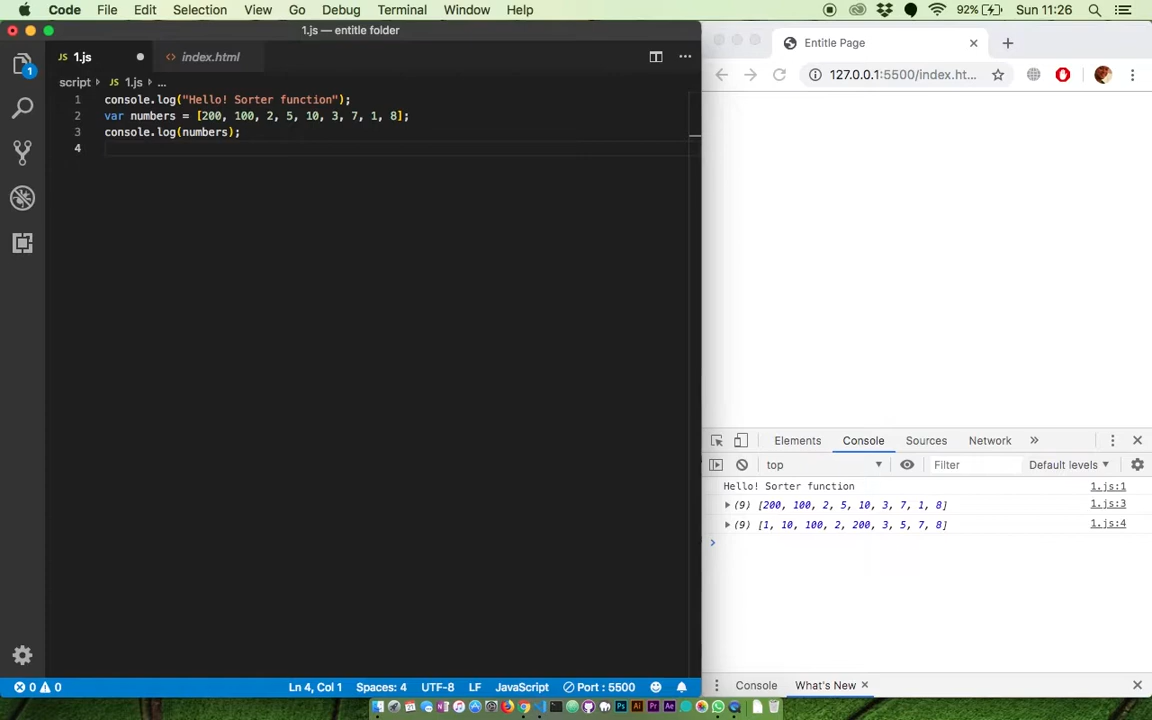 Code File Edit Selection View Go Debug Terminal Window Help 92% Sun 11:26
1.js — entitle folder
1.js index.html
script 1.js ...
1 console.log("Hello! Sorter function");
2 var numbers = [200, 100, 2, 5, 10, 3, 7, 1, 8];
3 console.log(numbers);
4
1
0 0 Ln 4, Col 1 Spaces: 4 UTF-8 LF JavaScript Port : 5500
Entitle Page
127.0.0.1:5500/index.ht...
Elements Console Sources Network »
top Filter Default levels
Hello! Sorter function 1.js:1
(9) [200, 100, 2, 5, 10, 3, 7, 1, 8] 1.js:3
(9) [1, 10, 100, 2, 200, 3, 5, 7, 8] 1.js:4
Console What's New
Ps Ai Pr Ae